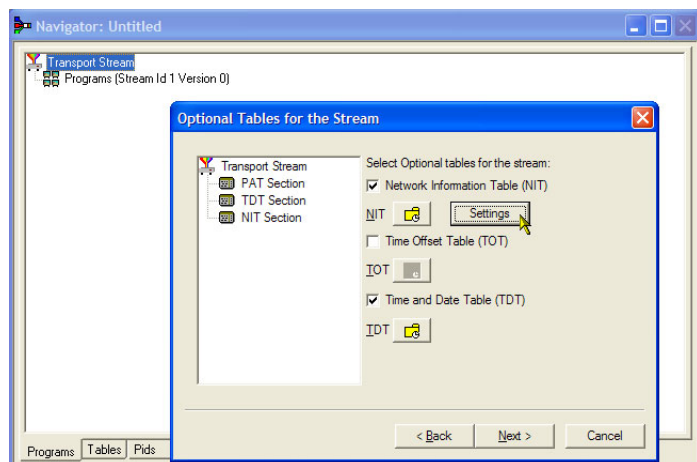 Navigator: Untitled
Transport Stream
Programs (Stream Id 1 Version 0)
Optional Tables for the Stream
Transport Stream
PAT Section
TDT Section
NIT Section
Select Optional tables for the stream:
Network Information Table (NIT)
NIT Settings
Time Offset Table (TOT)
TOT
Time and Date Table (TDT)
TDT
< Back Next > Cancel
Programs Tables Pids